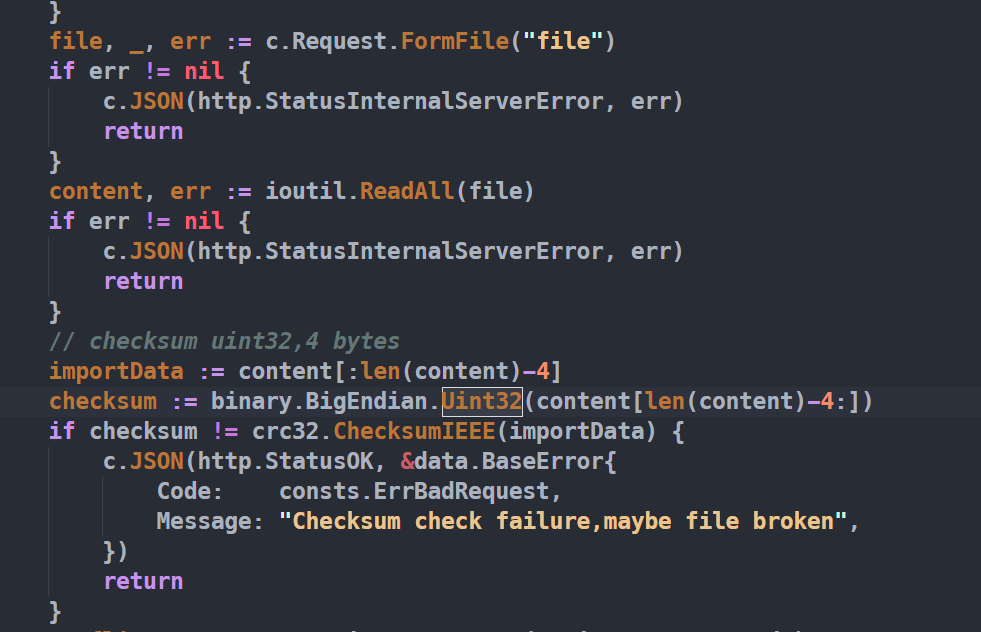 }
file, _, err := c.Request.FormFile("file")
if err != nil {
c.JSON(http.StatusInternalServerError, err)
return
}
content, err := ioutil.ReadAll(file)
if err != nil {
c.JSON(http.StatusInternalServerError, err)
return
}
// checksum uint32,4 bytes
importData := content[:len(content)-4]
checksum := binary.BigEndian.Uint32(content[len(content)-4:])
if checksum != crc32.ChecksumIEEE(importData) {
c.JSON(http.StatusOK, &data.BaseError{
Code:    consts.ErrBadRequest,
Message: "Checksum check failure,maybe file broken",
})
return
}